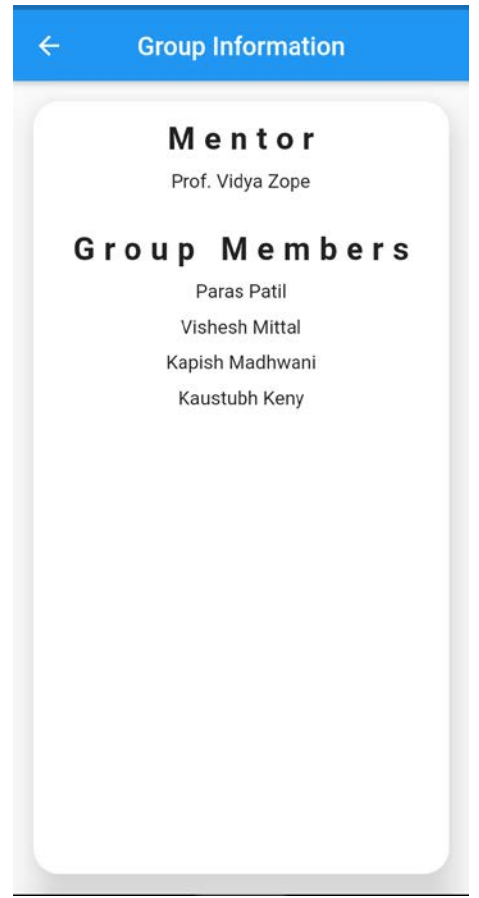 Group Information
Mentor
Prof. Vidya Zope
Group Members
Paras Patil
Vishesh Mittal
Kapish Madhwani
Kaustubh Keny